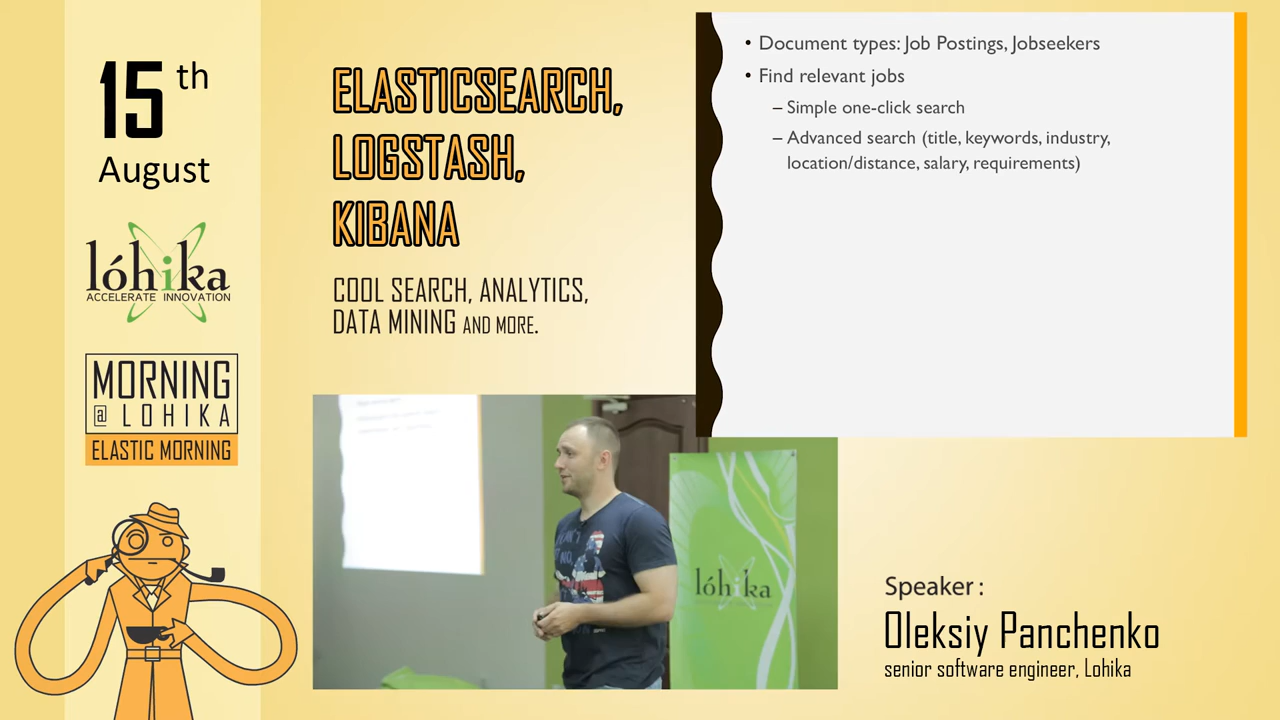 15 th
August
lóhika
ACCELERATE INNOVATION
MORNING
@ LOHIKA
ELASTIC MORNING
ELASTICSEARCH,
LOGSTASH,
KIBANA
COOL SEARCH, ANALYTICS,
DATA MINING AND MORE.
• Document types: Job Postings, Jobseekers
• Find relevant jobs
– Simple one-click search
– Advanced search (title, keywords, industry,
location/distance, salary, requirements)
lóhika
Speaker :
Oleksiy Panchenko
senior software engineer, Lohika